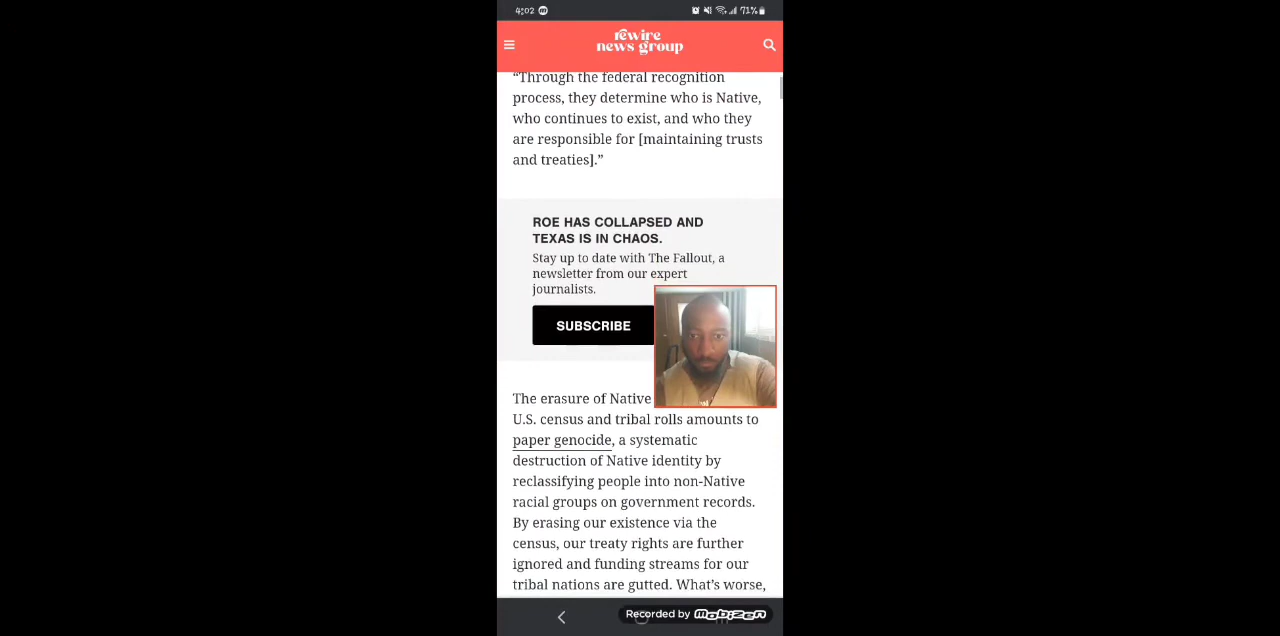 4:02
71%
rewire
news group
“Through the federal recognition
process, they determine who is Native,
who continues to exist, and who they
are responsible for [maintaining trusts
and treaties].”
ROE HAS COLLAPSED AND
TEXAS IS IN CHAOS.
Stay up to date with The Fallout, a
newsletter from our expert
journalists.
SUBSCRIBE
The erasure of Native
U.S. census and tribal rolls amounts to
paper genocide, a systematic
destruction of Native identity by
reclassifying people into non-Native
racial groups on government records.
By erasing our existence via the
census, our treaty rights are further
ignored and funding streams for our
tribal nations are gutted. What’s worse,
Recorded by mobizen